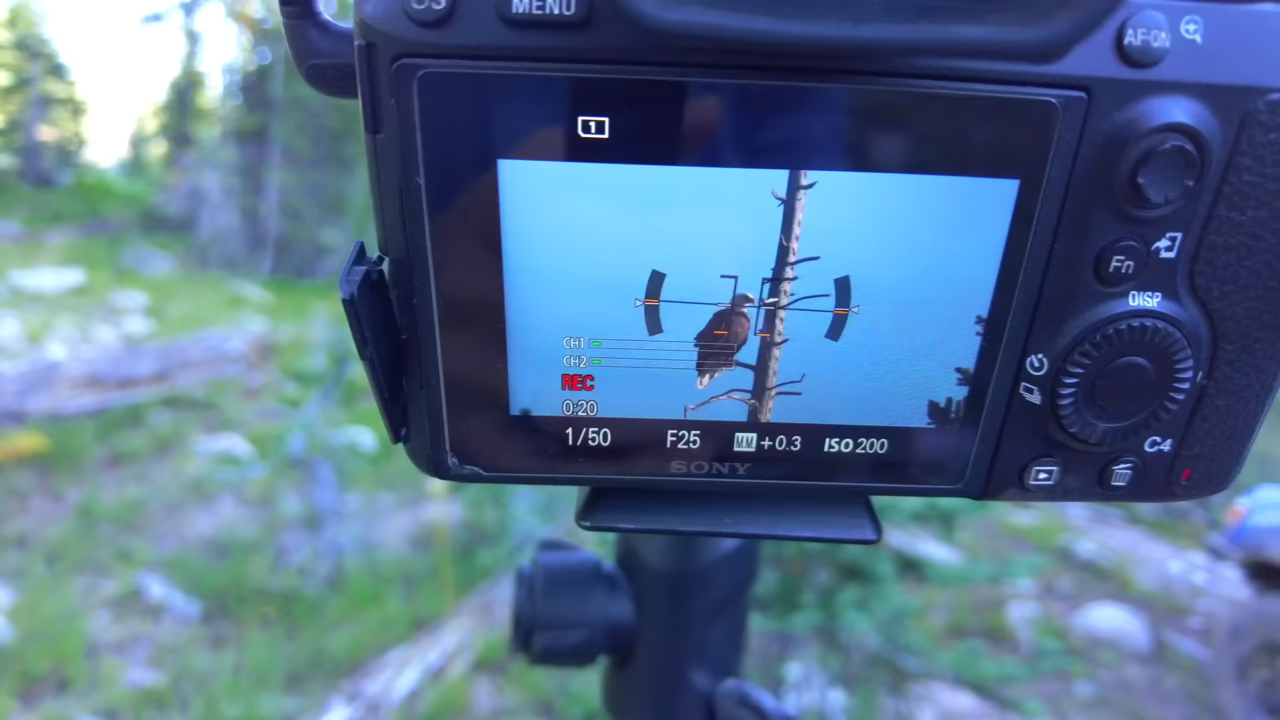 C3
MENU
AF-ON
1
Fn
DISP
CH1
CH2
REC
0:20
1/50 F25 M.M. +0.3 ISO 200
C4
SONY